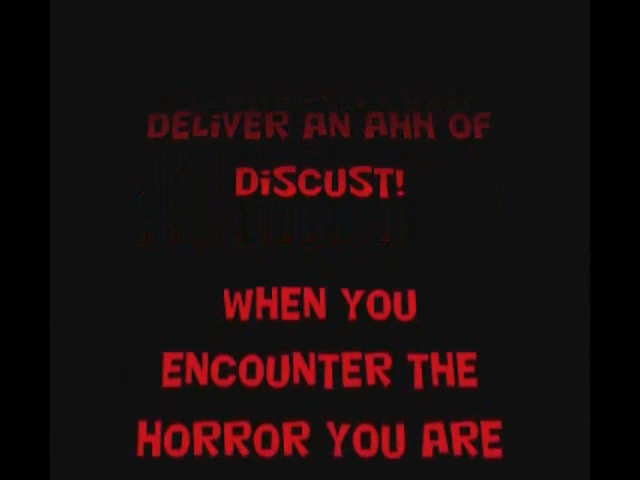 DELiVER AN AHH OF
DiSCUST!
WHEN YOU
ENCOUNTER THE
HORROR YOU ARE